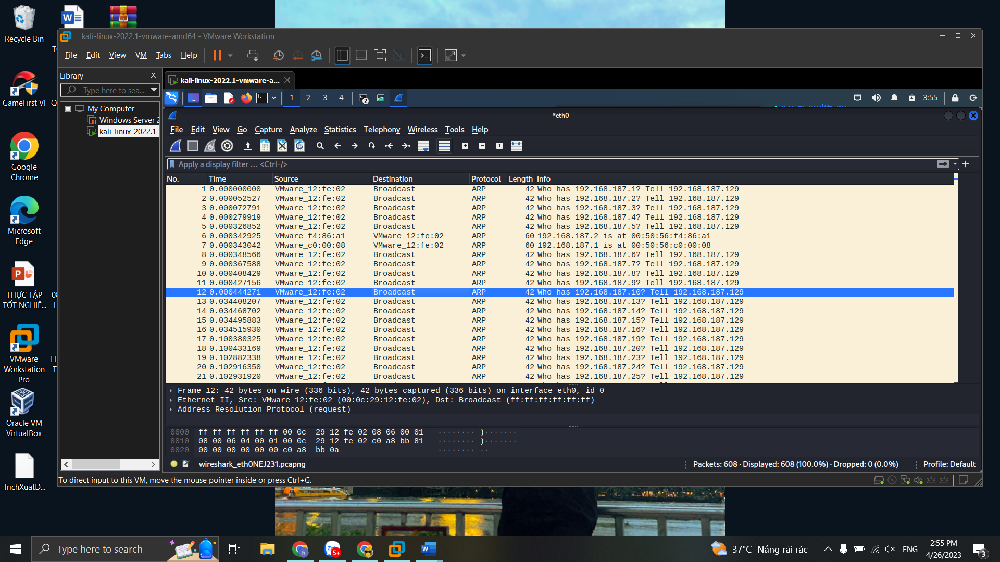 Recycle Bin
GameFirst VI
Google
Chrome
Microsoft
Edge
THỰC TẬP
TỐT NGHIỆ...
VMware
Workstation
Pro
Oracle VM
VirtualBox
TrichXuatD...
kali-linux-2022.1-vmware-amd64 - VMware Workstation
File Edit View VM Tabs Help
Library
Type here to sea...
My Computer
Windows Server 2
kali-linux-2022.1-
kali-linux-2022.1-vmware-a...
1 2 3 4 2 3:55
*eth0
File Edit View Go Capture Analyze Statistics Telephony Wireless Tools Help
Apply a display filter ... <Ctrl-/>
No. Time Source Destination Protocol Length Info
1 0.000000000 VMware_12:fe:02 Broadcast ARP 42 Who has 192.168.187.1? Tell 192.168.187.129
2 0.000052527 VMware_12:fe:02 Broadcast ARP 42 Who has 192.168.187.2? Tell 192.168.187.129
3 0.000072791 VMware_12:fe:02 Broadcast ARP 42 Who has 192.168.187.3? Tell 192.168.187.129
4 0.000279919 VMware_12:fe:02 Broadcast ARP 42 Who has 192.168.187.4? Tell 192.168.187.129
5 0.000326852 VMware_12:fe:02 Broadcast ARP 42 Who has 192.168.187.5? Tell 192.168.187.129
6 0.000342925 VMware_f4:86:a1 VMware_12:fe:02 ARP 60 192.168.187.2 is at 00:50:56:f4:86:a1
7 0.000343042 VMware_c0:00:08 VMware_12:fe:02 ARP 60 192.168.187.1 is at 00:50:56:c0:00:08
8 0.000348566 VMware_12:fe:02 Broadcast ARP 42 Who has 192.168.187.6? Tell 192.168.187.129
9 0.000367588 VMware_12:fe:02 Broadcast ARP 42 Who has 192.168.187.7? Tell 192.168.187.129
10 0.000408429 VMware_12:fe:02 Broadcast ARP 42 Who has 192.168.187.8? Tell 192.168.187.129
11 0.000427156 VMware_12:fe:02 Broadcast ARP 42 Who has 192.168.187.9? Tell 192.168.187.129
12 0.000444271 VMware_12:fe:02 Broadcast ARP 42 Who has 192.168.187.10? Tell 192.168.187.129
13 0.034408207 VMware_12:fe:02 Broadcast ARP 42 Who has 192.168.187.13? Tell 192.168.187.129
14 0.034468702 VMware_12:fe:02 Broadcast ARP 42 Who has 192.168.187.14? Tell 192.168.187.129
15 0.034495883 VMware_12:fe:02 Broadcast ARP 42 Who has 192.168.187.15? Tell 192.168.187.129
16 0.034515930 VMware_12:fe:02 Broadcast ARP 42 Who has 192.168.187.16? Tell 192.168.187.129
17 0.100380325 VMware_12:fe:02 Broadcast ARP 42 Who has 192.168.187.19? Tell 192.168.187.129
18 0.100433169 VMware_12:fe:02 Broadcast ARP 42 Who has 192.168.187.20? Tell 192.168.187.129
19 0.102882338 VMware_12:fe:02 Broadcast ARP 42 Who has 192.168.187.23? Tell 192.168.187.129
20 0.102916350 VMware_12:fe:02 Broadcast ARP 42 Who has 192.168.187.24? Tell 192.168.187.129
21 0.102931920 VMware_12:fe:02 Broadcast ARP 42 Who has 192.168.187.25? Tell 192.168.187.129
Frame 12: 42 bytes on wire (336 bits), 42 bytes captured (336 bits) on interface eth0, id 0
Ethernet II, Src: VMware_12:fe:02 (00:0c:29:12:fe:02), Dst: Broadcast (ff:ff:ff:ff:ff:ff)
Address Resolution Protocol (request)
0000 ff ff ff ff ff ff 00 0c 29 12 fe 02 08 06 00 01 ········ )·······
0010 08 00 06 04 00 01 00 0c 29 12 fe 02 c0 a8 bb 81 ········ )·······
0020 00 00 00 00 00 00 c0 a8 bb 0a ········ ··
wireshark_eth0NEJ231.pcapng
Packets: 608 · Displayed: 608 (100.0%) · Dropped: 0 (0.0%) Profile: Default
To direct input to this VM, move the mouse pointer inside or press Ctrl+G.
Type here to search
5+
37°C Nắng rải rác
ENG
2:55 PM
4/26/2023
3